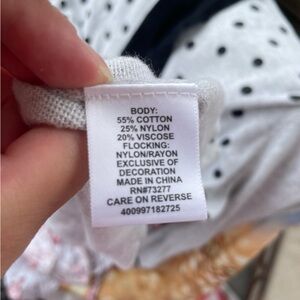 BODY:
55% COTTON
25% NYLON
20% VISCOSE
FLOCKING:
NYLON/RAYON
EXCLUSIVE OF
DECORATION
MADE IN CHINA
RN#73277
CARE ON REVERSE
400997182725